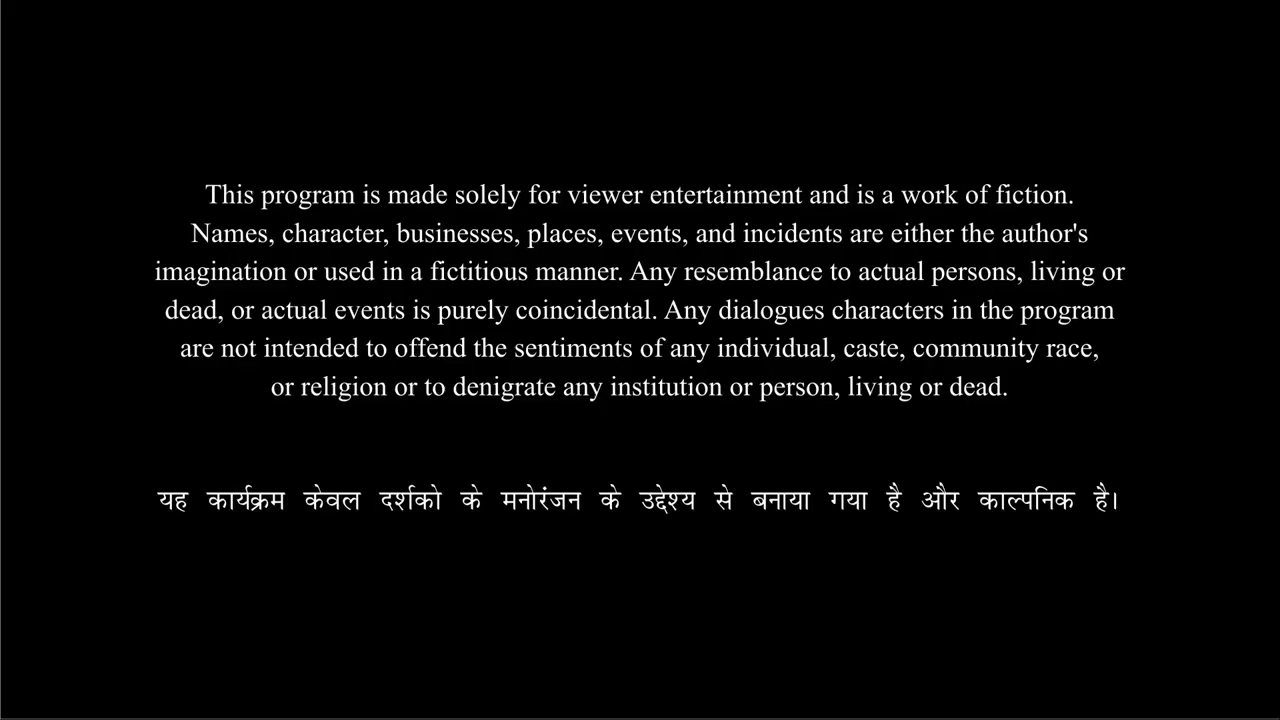 This program is made solely for viewer entertainment and is a work of fiction.
Names, character, businesses, places, events, and incidents are either the author's
imagination or used in a fictitious manner. Any resemblance to actual persons, living or
dead, or actual events is purely coincidental. Any dialogues characters in the program
are not intended to offend the sentiments of any individual, caste, community race,
or religion or to denigrate any institution or person, living or dead.
यह कार्यक्रम केवल दर्शको के मनोरंजन के उद्देश्य से बनाया गया है और काल्पनिक है।